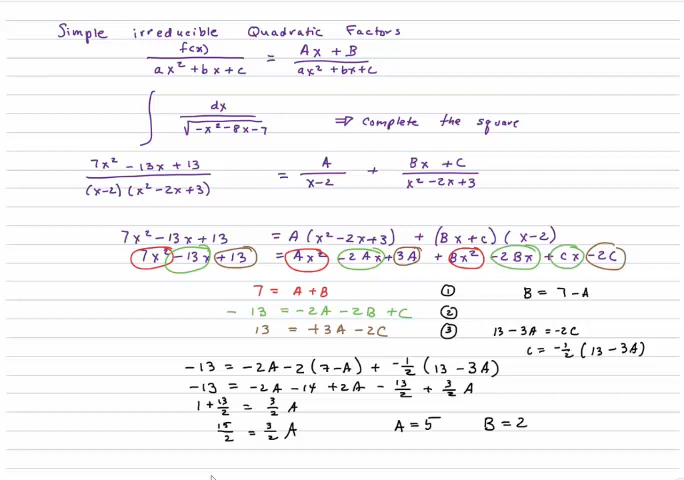 Simple irreducible Quadratic Factors
f(x) / (ax² + bx + c) = (Ax + B) / (ax² + bx + c)
∫ dx / √(-x² - 8x - 7) ⇒ Complete the square
(7x² - 13x + 13) / ((x-2)(x² - 2x + 3)) = A / (x-2) + (Bx + C) / (x² - 2x + 3)
7x² - 13x + 13 = A(x² - 2x + 3) + (Bx + c)(x - 2)
7x² - 13x + 13 = Ax² - 2Ax + 3A + Bx² - 2Bx + Cx - 2C
7 = A + B ① B = 7 - A
- 13 = -2A - 2B + C ②
13 = +3A - 2C ③ 13 - 3A = -2C
C = -1/2 (13 - 3A)
-13 = -2A - 2(7 - A) + -1/2 (13 - 3A)
-13 = -2A - 14 + 2A - 13/2 + 3/2 A
1 + 13/2 = 3/2 A
15/2 = 3/2 A A = 5 B = 2